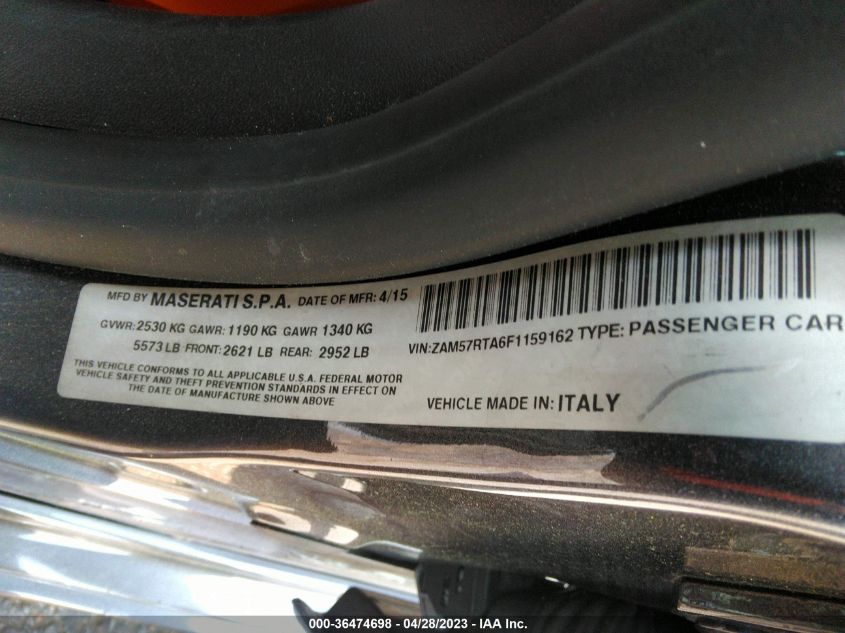 MFD BY MASERATI S.P.A. DATE OF MFR: 4/15
GVWR: 2530 KG GAWR: 1190 KG GAWR 1340 KG
5573 LB FRONT: 2621 LB REAR: 2952 LB
THIS VEHICLE CONFORMS TO ALL APPLICABLE U.S.A. FEDERAL MOTOR
VEHICLE SAFETY AND THEFT PREVENTION STANDARDS IN EFFECT ON
THE DATE OF MANUFACTURE SHOWN ABOVE
VIN:ZAM57RTA6F1159162 TYPE: PASSENGER CAR
VEHICLE MADE IN: ITALY
000-36474698 - 04/28/2023 - IAA Inc.